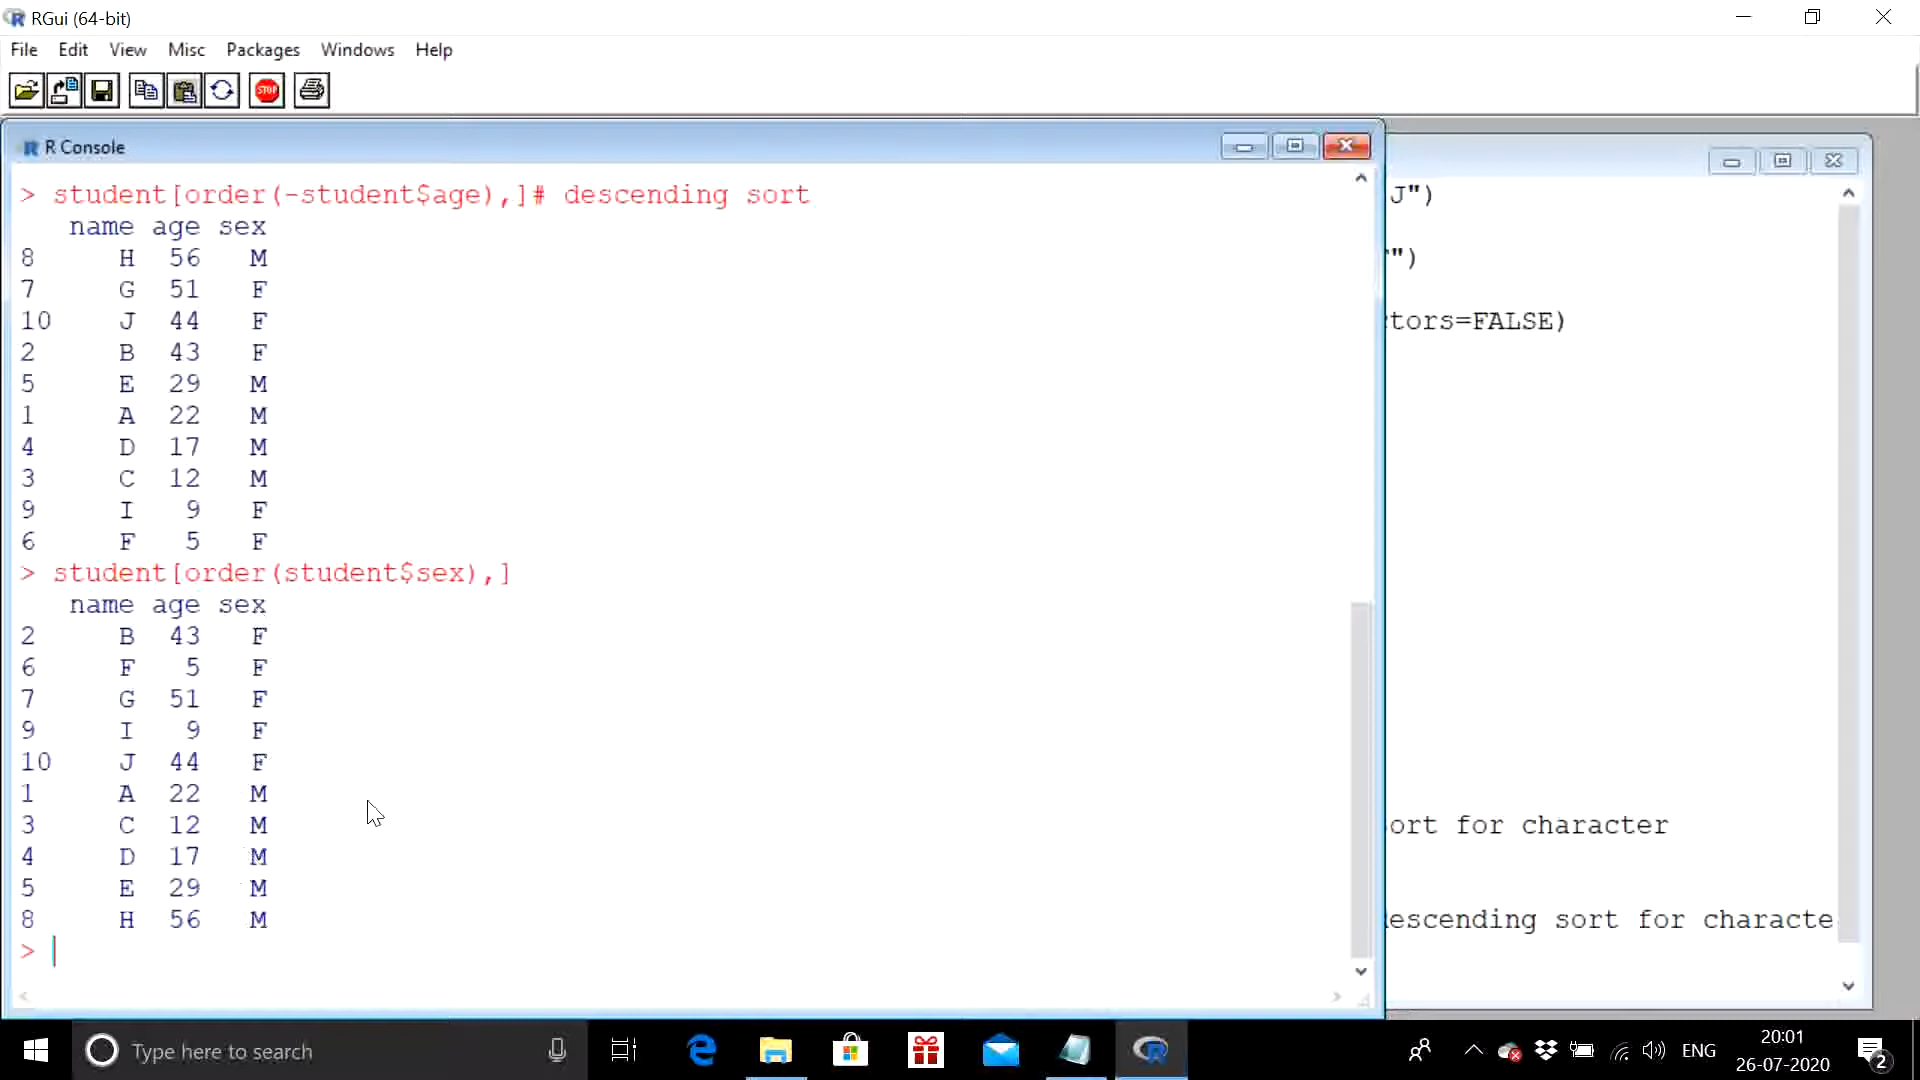 RGui (64-bit)
File Edit View Misc Packages Windows Help
STOP
R Console
> student[order(-student$age),]# descending sort
name age sex
8 H 56 M
7 G 51 F
10 J 44 F
2 B 43 F
5 E 29 M
1 A 22 M
4 D 17 M
3 C 12 M
9 I 9 F
6 F 5 F
> student[order(student$sex),]
name age sex
2 B 43 F
6 F 5 F
7 G 51 F
9 I 9 F
10 J 44 F
1 A 22 M
3 C 12 M
4 D 17 M
5 E 29 M
8 H 56 M
>
J")
")
tors=FALSE)
ort for character
escending sort for characte
Type here to search
ENG
20:01
26-07-2020
2